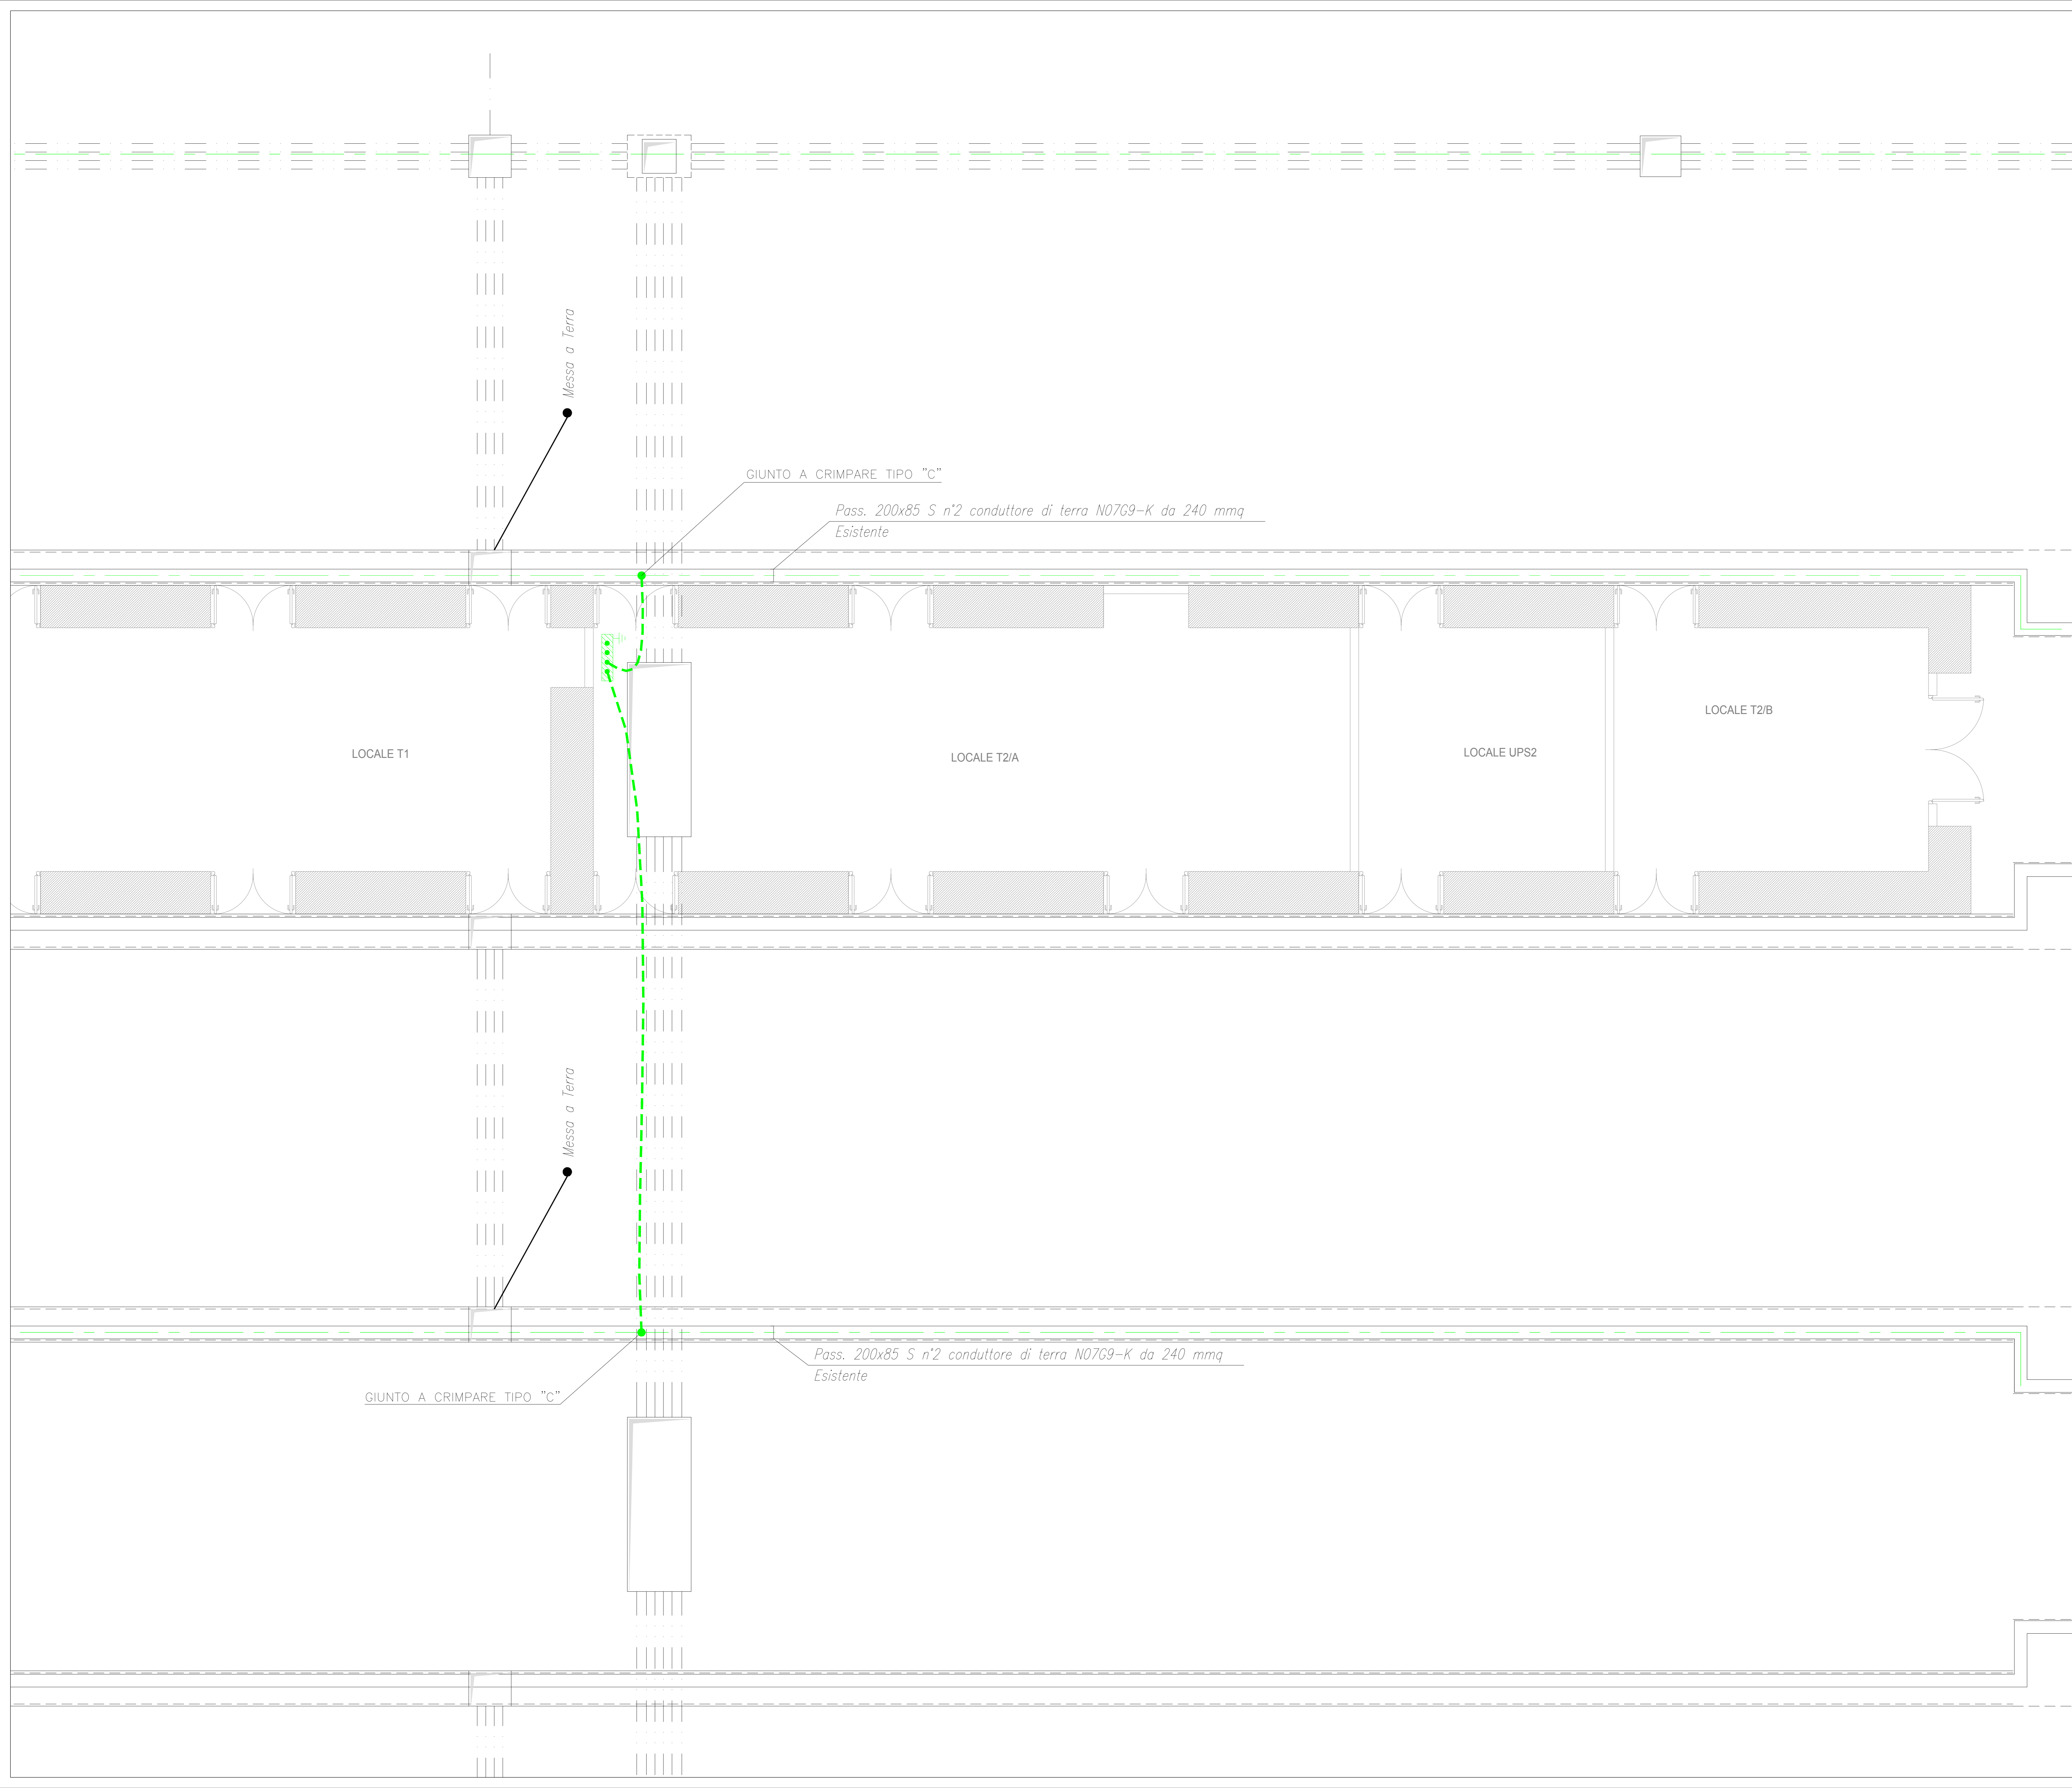 Messa a Terra
GIUNTO A CRIMPARE TIPO "C"
Pass. 200x85 S n°2 conduttore di terra N07G9-K da 240 mmq
Esistente
LOCALE T1
LOCALE T2/A
LOCALE UPS2
LOCALE T2/B
Messa a Terra
Pass. 200x85 S n°2 conduttore di terra N07G9-K da 240 mmq
Esistente
GIUNTO A CRIMPARE TIPO "C"